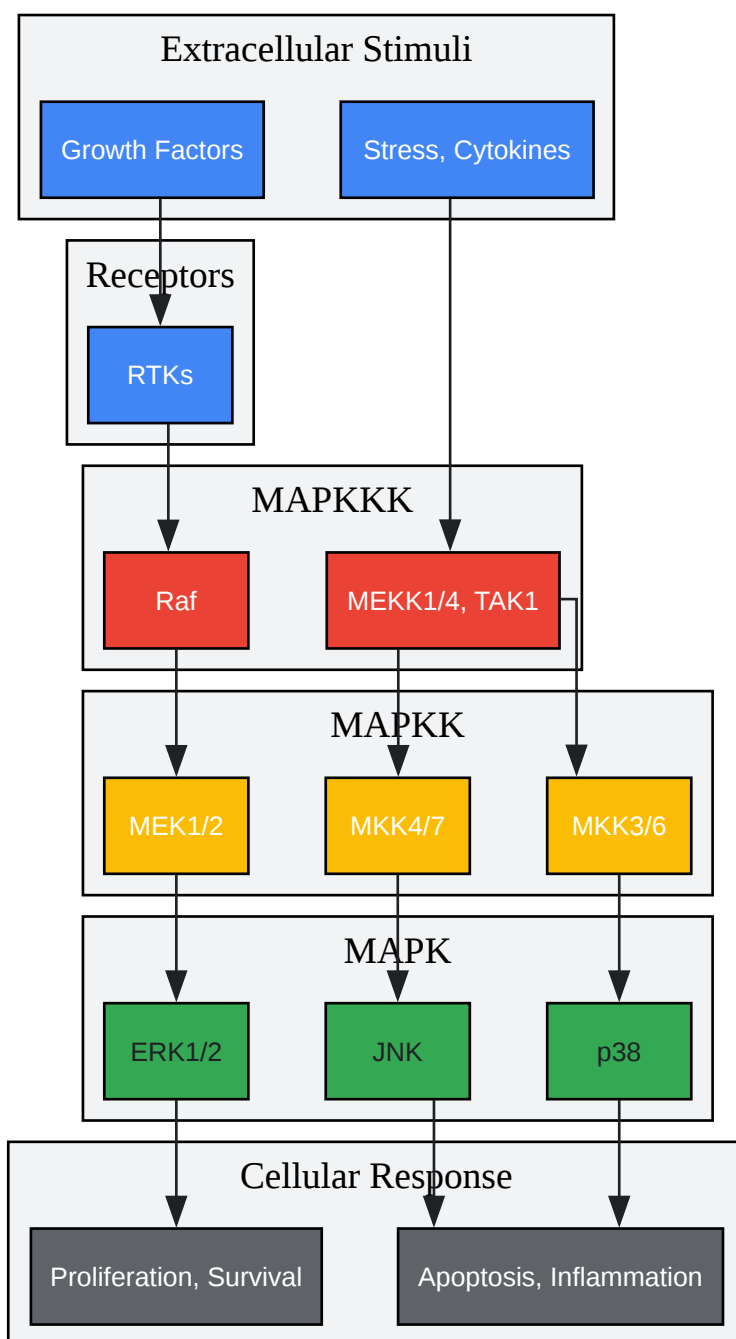 Extracellular Stimuli
Growth Factors
Stress, Cytokines
Receptors
RTKs
MAPKKK
Raf
MEKK1/4, TAK1
MAPKK
MEK1/2
MKK4/7
MKK3/6
MAPK
ERK1/2
JNK
p38
Cellular Response
Proliferation, Survival
Apoptosis, Inflammation